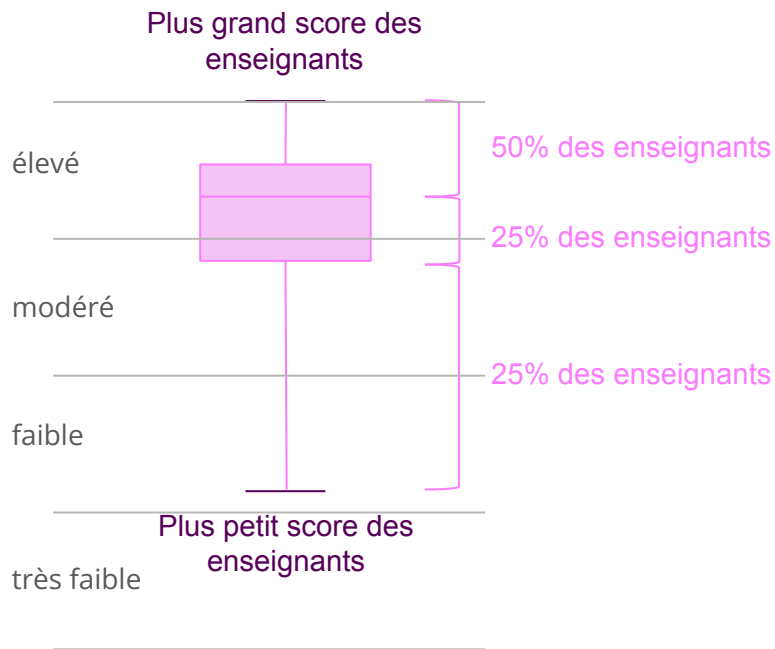 Plus grand score des
enseignants
élevé
50% des enseignants
25% des enseignants
modéré
25% des enseignants
faible
Plus petit score des
enseignants
très faible